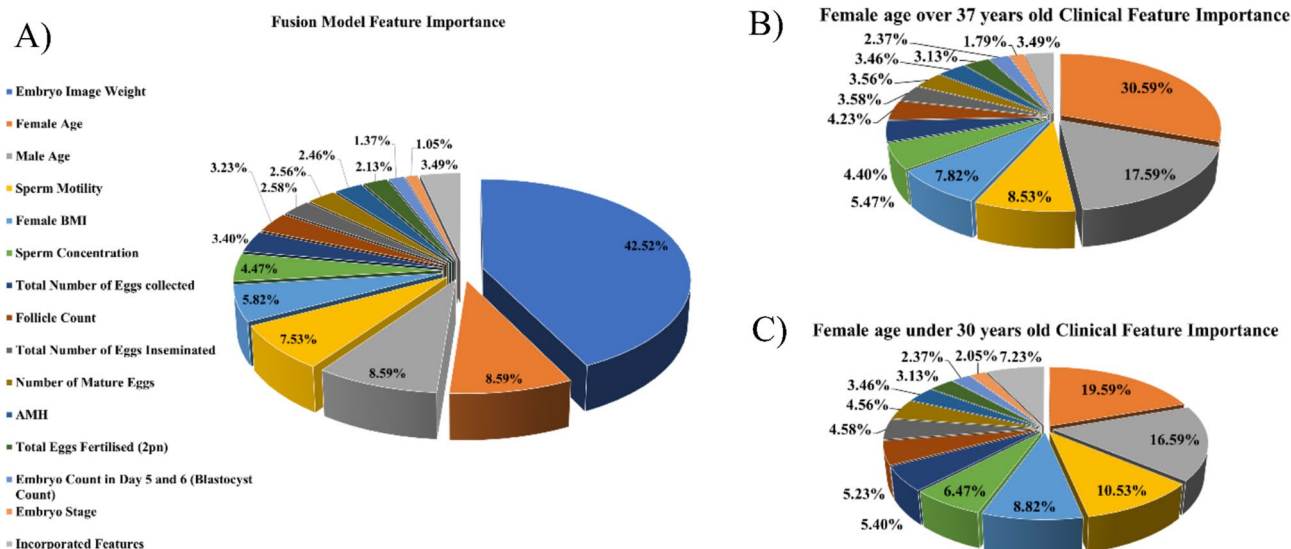 A)
Fusion Model Feature Importance
Embryo Image Weight
Female Age
Male Age
Sperm Motility
Female BMI
Sperm Concentration
Total Number of Eggs collected
Follicle Count
Total Number of Eggs Inseminated
Number of Mature Eggs
AMH
Total Eggs Fertilised (2pn)
Embryo Count in Day 5 and 6 (Blastocyst
Count)
Embryo Stage
Incorporated Features
42.52%
8.59%
8.59%
7.53%
5.82%
4.47%
3.40%
3.23%
2.58%
2.56%
2.46%
2.13%
1.37%
1.05%
3.49%
B)
Female age over 37 years old Clinical Feature Importance
30.59%
17.59%
8.53%
7.82%
5.47%
4.40%
4.23%
3.58%
3.56%
3.46%
3.13%
2.37%
1.79%
3.49%
C)
Female age under 30 years old Clinical Feature Importance
19.59%
16.59%
10.53%
8.82%
6.47%
5.40%
5.23%
4.58%
4.56%
3.46%
3.13%
2.37%
2.05%
7.23%